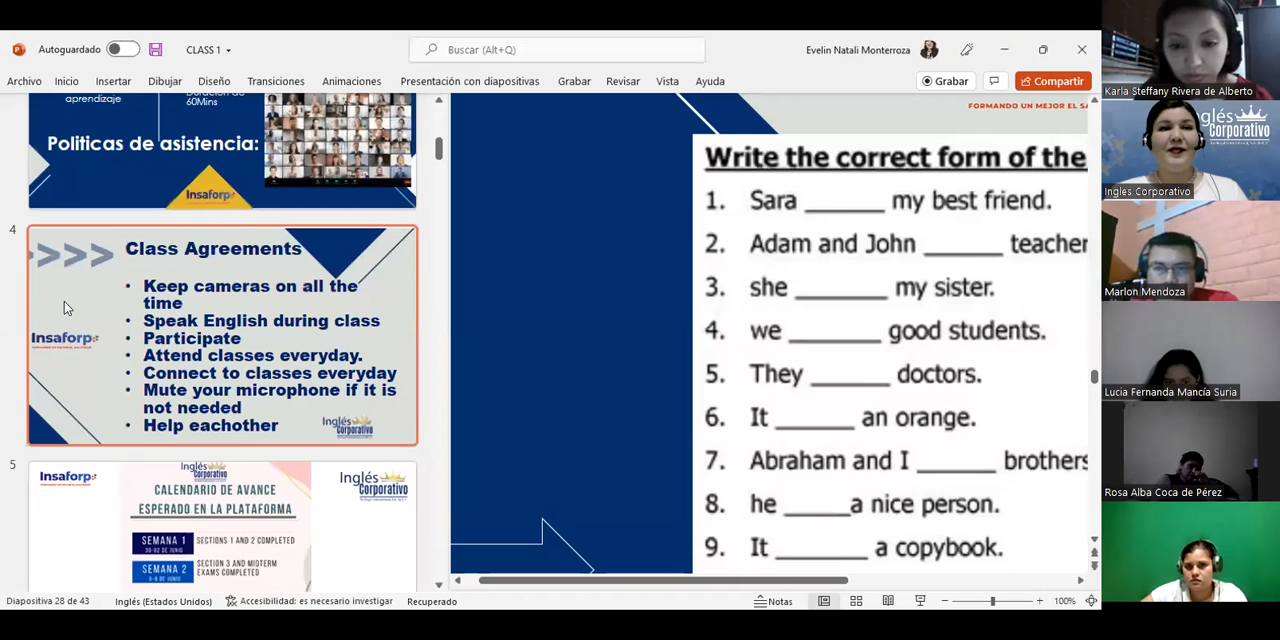 Autoguardado
CLASS 1
Buscar (Alt+Q)
Evelin Natali Monterroza
Archivo Inicio Insertar Dibujar Diseño Transiciones Animaciones Presentación con diapositivas Grabar Revisar Vista Ayuda
Grabar
Compartir
aprendizaje
60Mins
Politicas de asistencia:
Insaforp
4
>>> Class Agreements
• Keep cameras on all the
time
• Speak English during class
• Participate
• Attend classes everyday.
• Connect to classes everyday
• Mute your microphone if it is
not needed
• Help eachother
Insaforp
Inglés
Corporativo
5
Insaforp
Inglés
Corporativo
CALENDARIO DE AVANCE
ESPERADO EN LA PLATAFORMA
SEMANA 1
SECTIONS 1 AND 2 COMPLETED
SEMANA 2
SECTION 3 AND MIDTERM
EXAMS COMPLETED
Inglés
Corporativo
FORMANDO UN MEJOR EL SA
Write the correct form of the
1. Sara ______ my best friend.
2. Adam and John ______ teacher
3. she _______ my sister.
4. we _______ good students.
5. They ______ doctors.
6. It ______ an orange.
7. Abraham and I ______ brothers
8. he _____a nice person.
9. It _______ a copybook.
Diapositiva 28 de 43
Inglés (Estados Unidos)
Accesibilidad: es necesario investigar
Recuperado
Notas
100%
Karla Steffany Rivera de Alberto
glés
Corporativo
Ingles Corporativo
Marlon Mendoza
Lucia Fernanda Mancía Suria
Rosa Alba Coca de Pérez